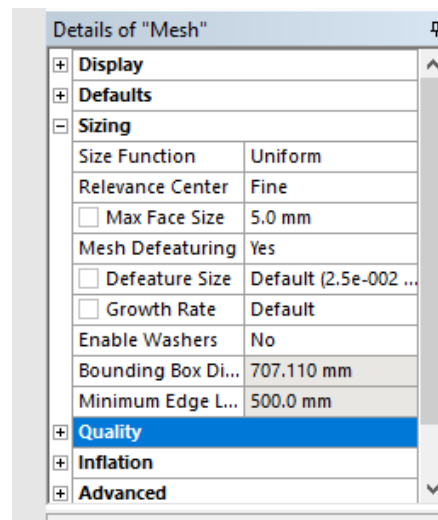 Details of "Mesh"
Display
Defaults
Sizing
Size Function Uniform
Relevance Center Fine
Max Face Size 5.0 mm
Mesh Defeaturing Yes
Defeature Size Default (2.5e-002 ...
Growth Rate Default
Enable Washers No
Bounding Box Di... 707.110 mm
Minimum Edge L... 500.0 mm
Quality
Inflation
Advanced